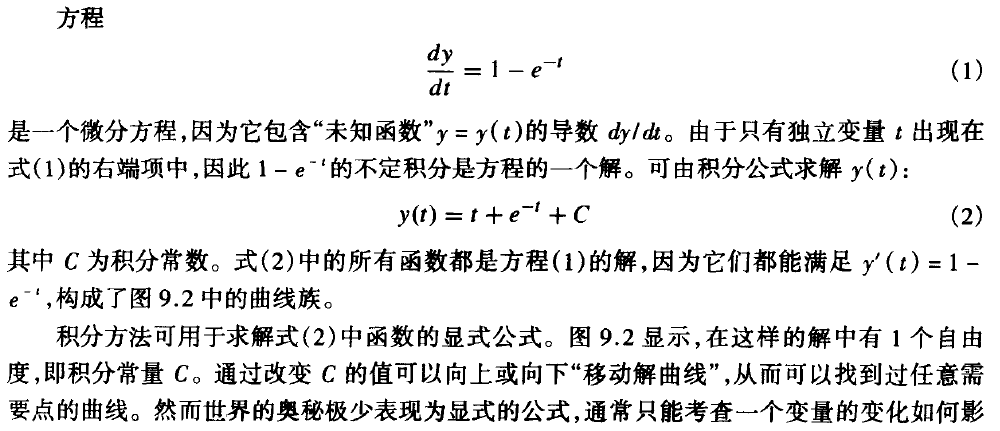 方程
dy/dt = 1 − e^{−t} (1)
是一个微分方程,因为它包含“未知函数”y = y(t)的导数 dy/dt。由于只有独立变量 t 出现在
式(1)的右端项中,因此 1 − e^{−t}的不定积分是方程的一个解。可由积分公式求解 y(t):
y(t) = t + e^{−t} + C (2)
其中 C 为积分常数。式(2)中的所有函数都是方程(1)的解,因为它们都能满足 y′(t) = 1 −
e^{−t},构成了图 9.2 中的曲线族。
积分方法可用于求解式(2)中函数的显式公式。图 9.2 显示,在这样的解中有 1 个自由
度,即积分常量 C。通过改变 C 的值可以向上或向下“移动解曲线”,从而可以找到过任意需
要点的曲线。然而世界的奥秘极少表现为显式的公式,通常只能考查一个变量的变化如何影